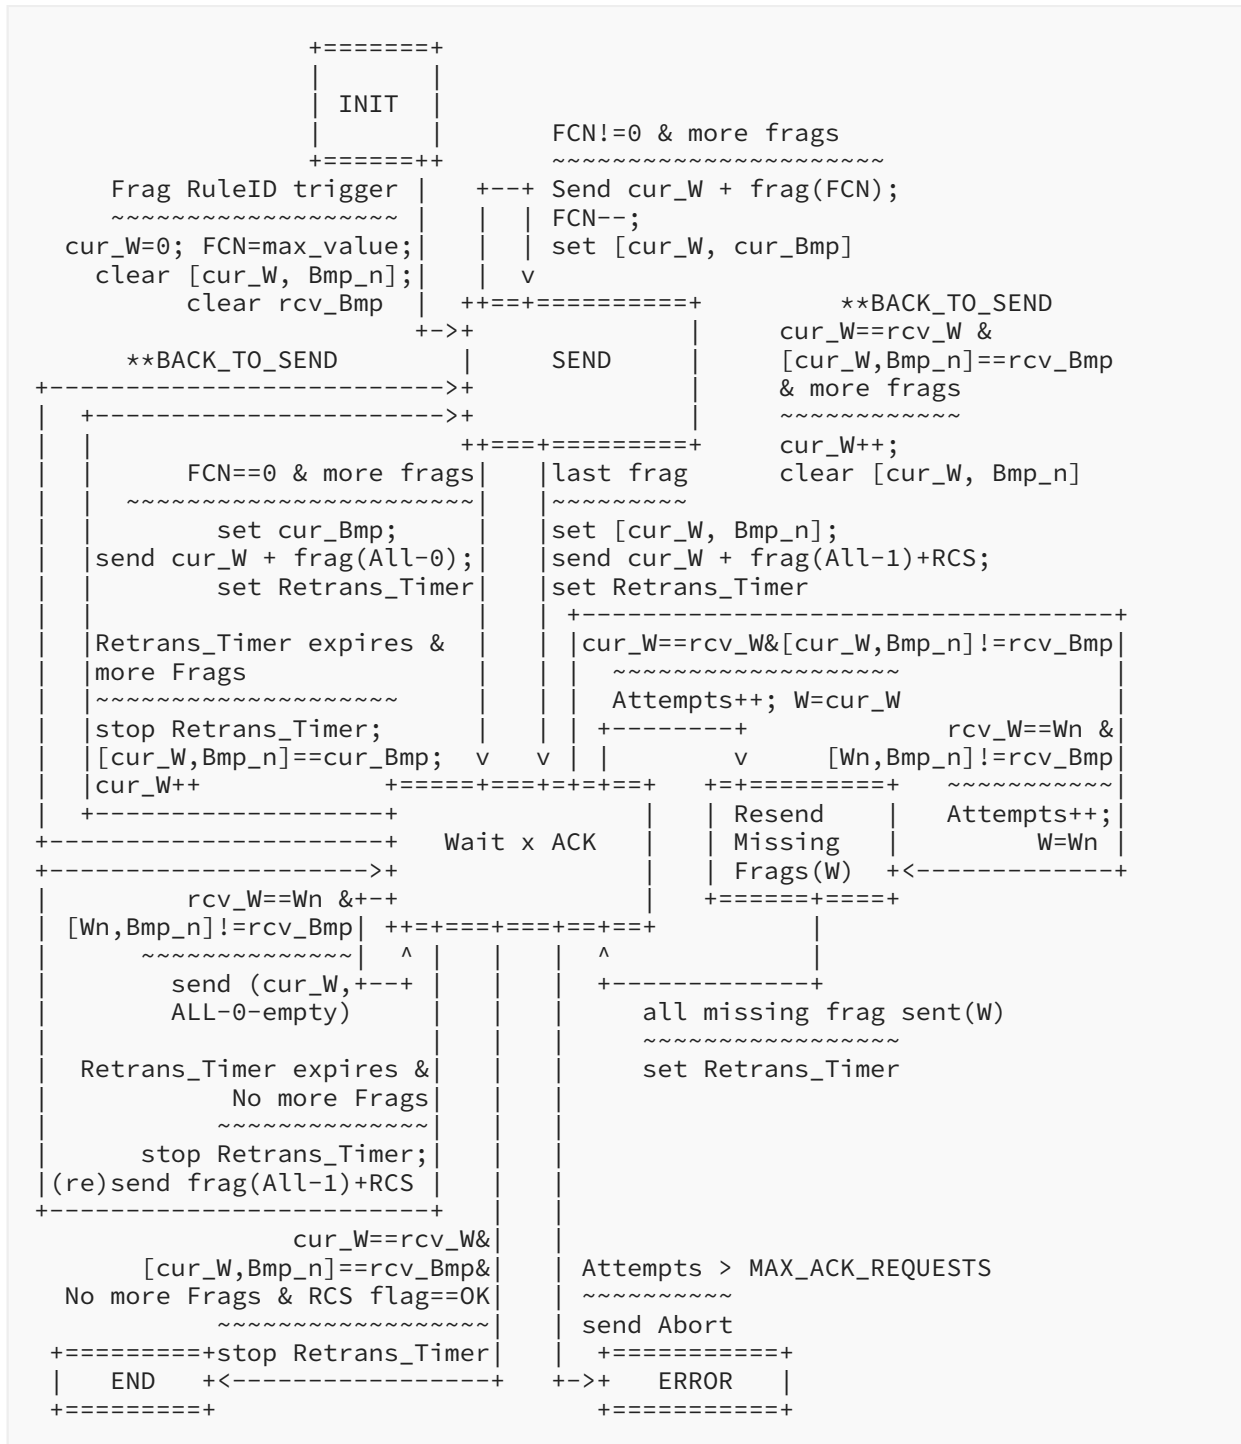 +=======+
                  |       |
                  | INIT  |
                  |       |       FCN!=0 & more frags
                  +======++       ~~~~~~~~~~~~~~~~~~~~~~
     Frag RuleID trigger |   +--+ Send cur_W + frag(FCN);
     ~~~~~~~~~~~~~~~~~~~ |   |  | FCN--;
  cur_W=0; FCN=max_value;|   |  | set [cur_W, cur_Bmp]
    clear [cur_W, Bmp_n];|   |  v
          clear rcv_Bmp  |  ++==+==========+         **BACK_TO_SEND
                         +->+              |     cur_W==rcv_W &
      **BACK_TO_SEND        |     SEND     |     [cur_W,Bmp_n]==rcv_Bmp
+-------------------------->+              |     & more frags
|  +----------------------->+              |     ~~~~~~~~~~~~
|  |                        ++===+=========+     cur_W++;
|  |      FCN==0 & more frags|   |last frag      clear [cur_W, Bmp_n]
|  |  ~~~~~~~~~~~~~~~~~~~~~~~|   |~~~~~~~~~
|  |        set cur_Bmp;     |   |set [cur_W, Bmp_n];
|  |send cur_W + frag(All-0);|   |send cur_W + frag(All-1)+RCS;
|  |        set Retrans_Timer|   |set Retrans_Timer
|  |                         |   | +-----------------------------------+
|  |Retrans_Timer expires &  |   | |cur_W==rcv_W&[cur_W,Bmp_n]!=rcv_Bmp|
|  |more Frags               |   | |  ~~~~~~~~~~~~~~~~~~~              |
|  |~~~~~~~~~~~~~~~~~~~~     |   | |  Attempts++; W=cur_W              |
|  |stop Retrans_Timer;      |   | | +--------+             rcv_W==Wn &|
|  |[cur_W,Bmp_n]==cur_Bmp;  v   v | |        v     [Wn,Bmp_n]!=rcv_Bmp|
|  |cur_W++            +=====+===+=+=+==+   +=+=========+   ~~~~~~~~~~~|
|  +-------------------+                |   | Resend    |   Attempts++;|
+----------------------+   Wait x ACK   |   | Missing   |         W=Wn |
+--------------------->+                |   | Frags(W)  +<-------------+
|         rcv_W==Wn &+-+                |   +======+====+
| [Wn,Bmp_n]!=rcv_Bmp| ++=+===+===+==+==+          |
|      ~~~~~~~~~~~~~~|  ^ |   |   |  ^             |
|        send (cur_W,+--+ |   |   |  +-------------+
|        ALL-0-empty)     |   |   |     all missing frag sent(W)
|                         |   |   |     ~~~~~~~~~~~~~~~~~
|  Retrans_Timer expires &|   |   |     set Retrans_Timer
|            No more Frags|   |   |
|           ~~~~~~~~~~~~~~|   |   |
|      stop Retrans_Timer;|   |   |
|(re)send frag(All-1)+RCS |   |   |
+-------------------------+   |   |
                 cur_W==rcv_W&|   |
       [cur_W,Bmp_n]==rcv_Bmp&|   | Attempts > MAX_ACK_REQUESTS
  No more Frags & RCS flag==OK|   | ~~~~~~~~~~
            ~~~~~~~~~~~~~~~~~~|   | send Abort
 +=========+stop Retrans_Timer|   |  +===========+
 |   END   +<-----------------+   +->+   ERROR   |
 +=========+                         +===========+